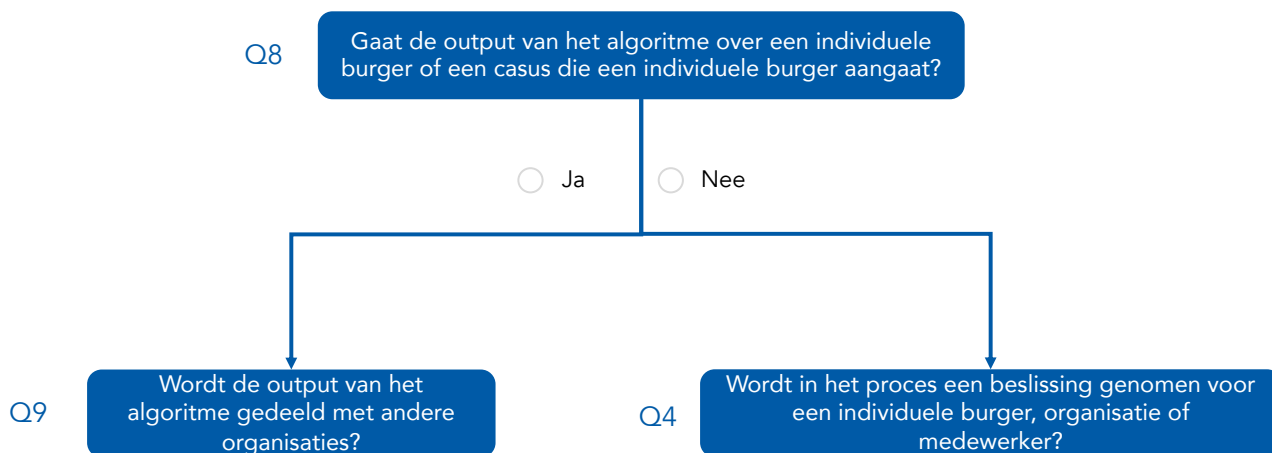 Q8
Gaat de output van het algoritme over een individuele
burger of een casus die een individuele burger aangaat?
Ja
Nee
Q9
Wordt de output van het
algoritme gedeeld met andere
organisaties?
Q4
Wordt in het proces een beslissing genomen voor
een individuele burger, organisatie of
medewerker?